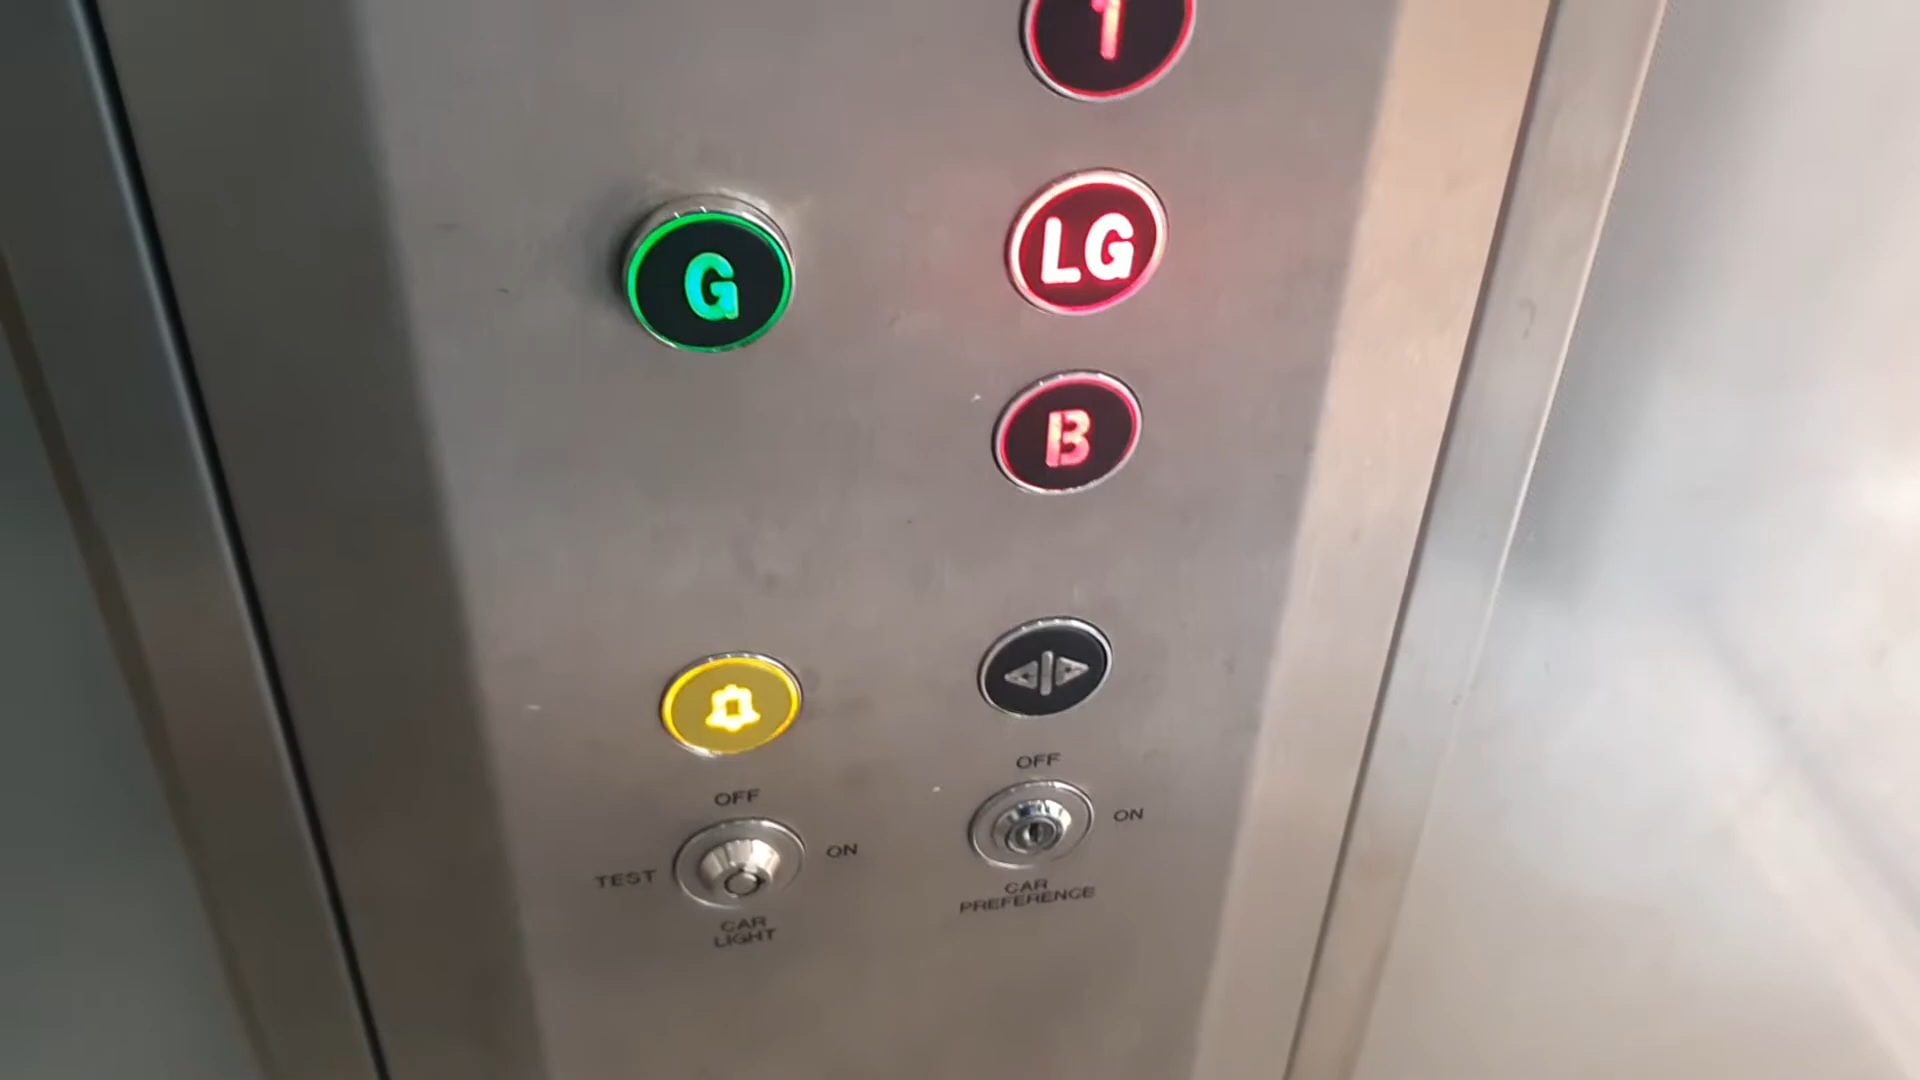 1
G
LG
B
OFF
ON
TEST
CAR
LIGHT
OFF
ON
CAR
PREFERENCE